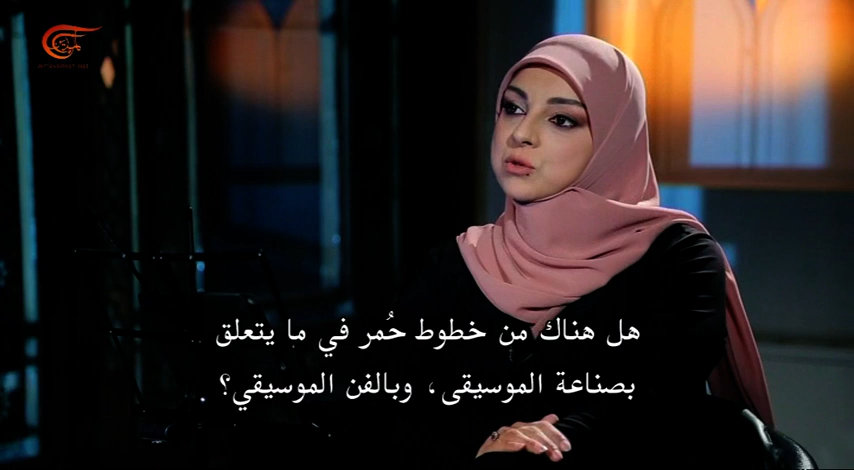 هل هناك من خطوط حُمر في ما يتعلق
بصناعة الموسيقى، وبالفن الموسيقي؟